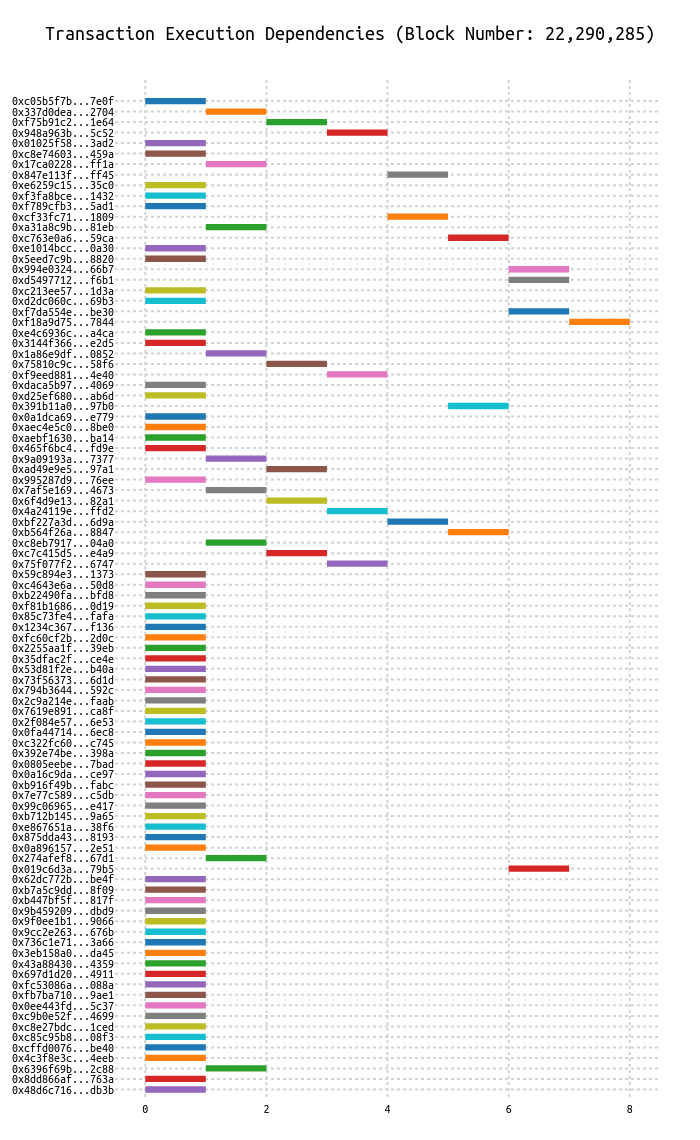 Transaction Execution Dependencies (Block Number: 22,290,285)
0xc05b5f7b...7e0f
0x337d0dea...2704
0xf75b91c2...1e64
0x948a963b...5c52
0x01025f58...3ad2
0xc8e74603...459a
0x17ca0228...ff1a
0x847e113f...ff45
0xe6259c15...35c0
0xf3fa8bce...1432
0xf789cfb3...5ad1
0xcf33fc71...1809
0xa31a8c9b...81eb
0xc763e0a6...59ca
0xe1014bcc...0a30
0x5eed7c9b...8820
0x994e0324...66b7
0xd5497712...f6b1
0xc213ee57...1d3a
0xd2dc060c...69b3
0xf7da554e...be30
0xf18a9d75...7844
0xe4c6936c...a4ca
0x3144f366...e2d5
0x1a86e9df...0852
0x75810c9c...58f6
0xf9eed881...4e40
0xdaca5b97...4069
0xd25ef680...ab6d
0x391b11a0...97b0
0x0a1dca69...e779
0xaec4e5c0...8be0
0xaebf1630...ba14
0x465f6bc4...fd9e
0x9a09193a...7377
0xad49e9e5...97a1
0x995287d9...76ee
0x7af5e169...4673
0x6f4d9e13...82a1
0x4a24119e...ffd2
0xbf227a3d...6d9a
0xb564f26a...8847
0xc8eb7917...04a0
0xc7c415d5...e4a9
0x75f077f2...6747
0x59c894e3...1373
0xc4643e6a...50d8
0xb22490fa...bfd8
0xf81b1686...0d19
0x85c73fe4...fafa
0x1234c367...f136
0xfc60cf2b...2d0c
0x2255aa1f...39eb
0x35dfac2f...ce4e
0x53d81f2e...b40a
0x73f56373...6d1d
0x794b3644...592c
0x2c9a214e...faab
0x7619e891...ca8f
0x2f084e57...6e53
0x0fa44714...6ec8
0xc322fc60...c745
0x392e74be...398a
0x0805eebe...7bad
0x0a16c9da...ce97
0xb916f49b...fabc
0x7e77c589...c5db
0x99c06965...e417
0xb712b145...9a65
0xe867651a...38f6
0x875dda43...8193
0x0a896157...2e51
0x274afef8...67d1
0x019c6d3a...79b5
0x62dc772b...be4f
0xb7a5c9dd...8f09
0xb447bf5f...817f
0x9b459209...dbd9
0x9f0ee1b1...9066
0x9cc2e263...676b
0x736c1e71...3a66
0x3eb158a0...da45
0x43a88430...4359
0x697d1d20...4911
0xfc53086a...088a
0xfb7ba710...9ae1
0x0ee443fd...5c37
0xc9b0e52f...4699
0xc8e27bdc...1ced
0xc85c95b8...08f3
0xcffd0076...be40
0x4c3f8e3c...4eeb
0x6396f69b...2c88
0x8dd866af...763a
0x48d6c716...db3b
0 2 4 6 8